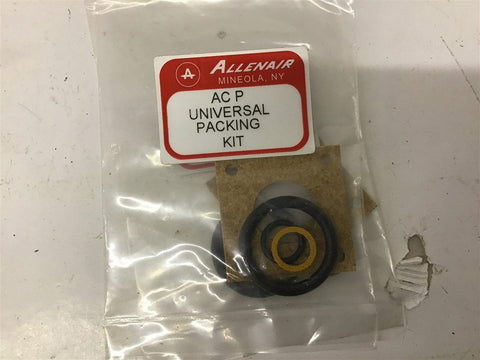 A ALLENAIR
MINEOLA, NY
AC P
UNIVERSAL
PACKING
KIT